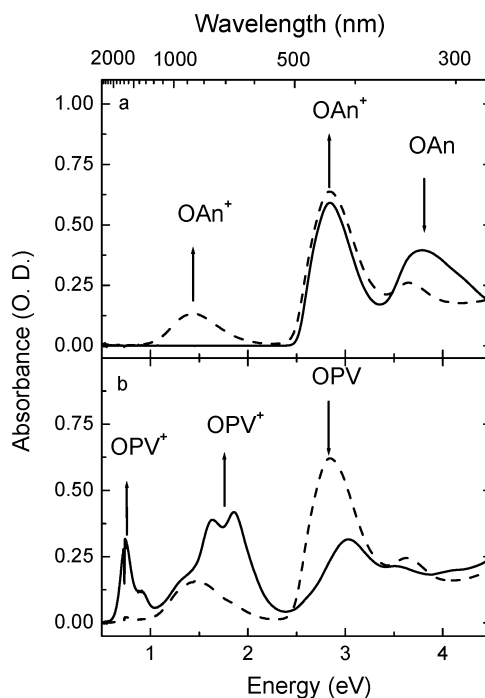 Wavelength (nm)
2000 1000 500 300
1.00
a
OAn⁺
OAn
0.75
OAn⁺
0.50
0.25
0.00
Absorbance (O. D.)
b
OPV
OPV⁺
OPV⁺
0.75
0.50
0.25
0.00
1 2 3 4
Energy (eV)